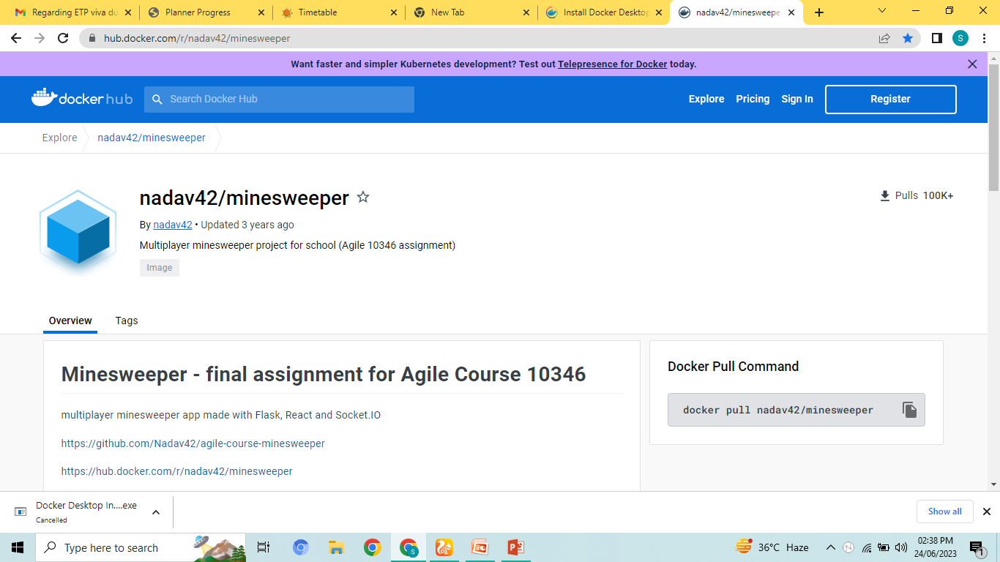 Regarding ETP viva du
Planner Progress
Timetable
New Tab
Install Docker Desktop
nadav42/minesweepe
hub.docker.com/r/nadav42/minesweeper
S
Want faster and simpler Kubernetes development? Test out Telepresence for Docker today.
docker hub
Search Docker Hub
Explore
Pricing
Sign In
Register
Explore
nadav42/minesweeper
nadav42/minesweeper
Pulls 100K+
By nadav42 • Updated 3 years ago
Multiplayer minesweeper project for school (Agile 10346 assignment)
Image
Overview
Tags
Minesweeper - final assignment for Agile Course 10346
multiplayer minesweeper app made with Flask, React and Socket.IO
https://github.com/Nadav42/agile-course-minesweeper
https://hub.docker.com/r/nadav42/minesweeper
Docker Pull Command
docker pull nadav42/minesweeper
Docker Desktop In....exe
Cancelled
Show all
Type here to search
S
36°C Haze
02:38 PM
24/06/2023
1